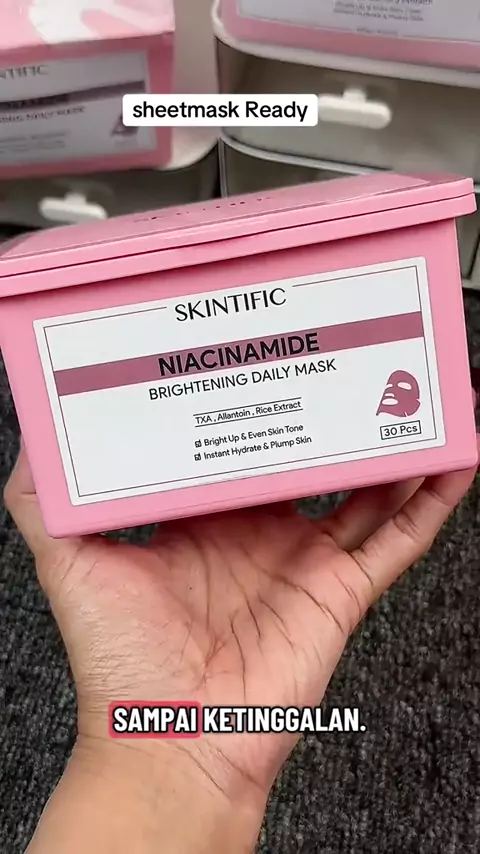 SKINTIFIC
sheetmask Ready
SKINTIFIC
NIACINAMIDE
BRIGHTENING DAILY MASK
TXA , Allantoin , Rice Extract
Bright Up & Even Skin Tone
Instant Hydrate & Plump Skin
30 Pcs
SAMPAI KETINGGALAN.